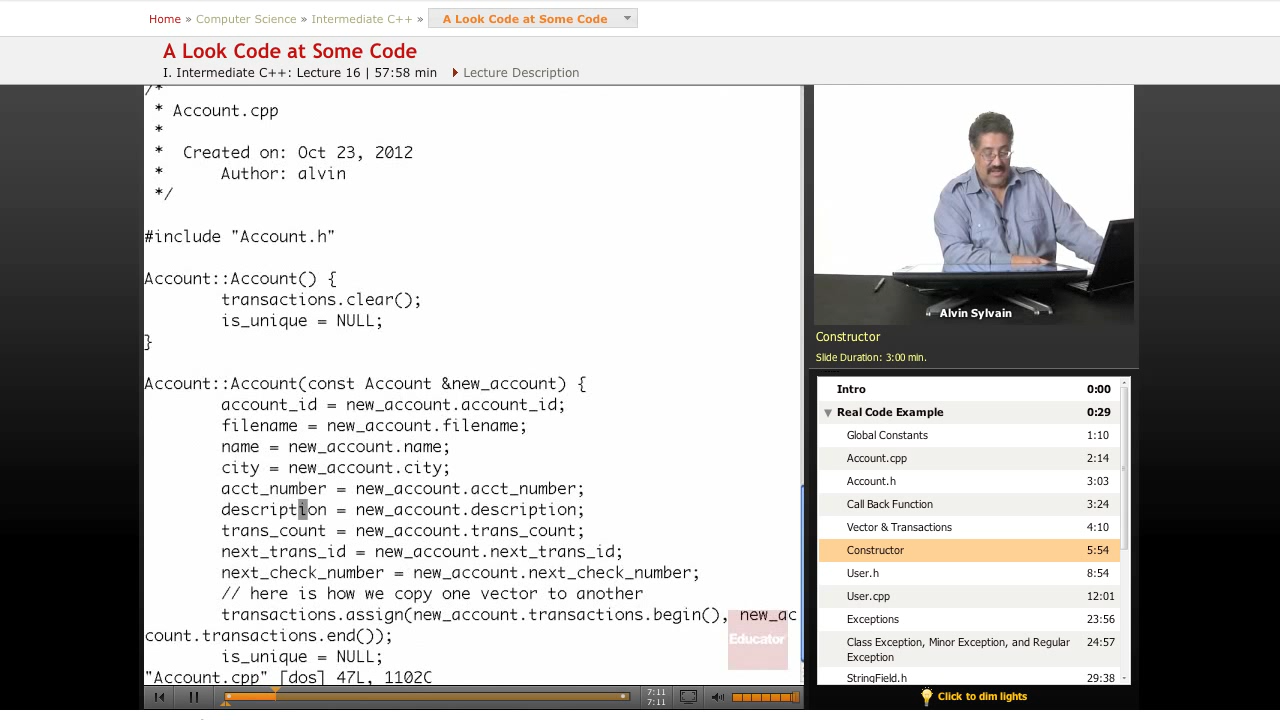 Home » Computer Science » Intermediate C++ » A Look Code at Some Code
A Look Code at Some Code
I. Intermediate C++: Lecture 16 | 57:58 min Lecture Description
/*
* Account.cpp
*
* Created on: Oct 23, 2012
* Author: alvin
*/
#include "Account.h"
Account::Account() {
transactions.clear();
is_unique = NULL;
}
Account::Account(const Account &new_account) {
account_id = new_account.account_id;
filename = new_account.filename;
name = new_account.name;
city = new_account.city;
acct_number = new_account.acct_number;
description = new_account.description;
trans_count = new_account.trans_count;
next_trans_id = new_account.next_trans_id;
next_check_number = new_account.next_check_number;
// here is how we copy one vector to another
transactions.assign(new_account.transactions.begin(), new_ac
count.transactions.end());
is_unique = NULL;
"Account.cpp" [dos] 47L, 1102C
Educator
7:11
7:11
Alvin Sylvain
Constructor
Slide Duration: 3:00 min.
Intro 0:00
Real Code Example 0:29
Global Constants 1:10
Account.cpp 2:14
Account.h 3:03
Call Back Function 3:24
Vector & Transactions 4:10
Constructor 5:54
User.h 8:54
User.cpp 12:01
Exceptions 23:56
Class Exception, Minor Exception, and Regular 24:57
Exception
StringField.h 29:38
Click to dim lights